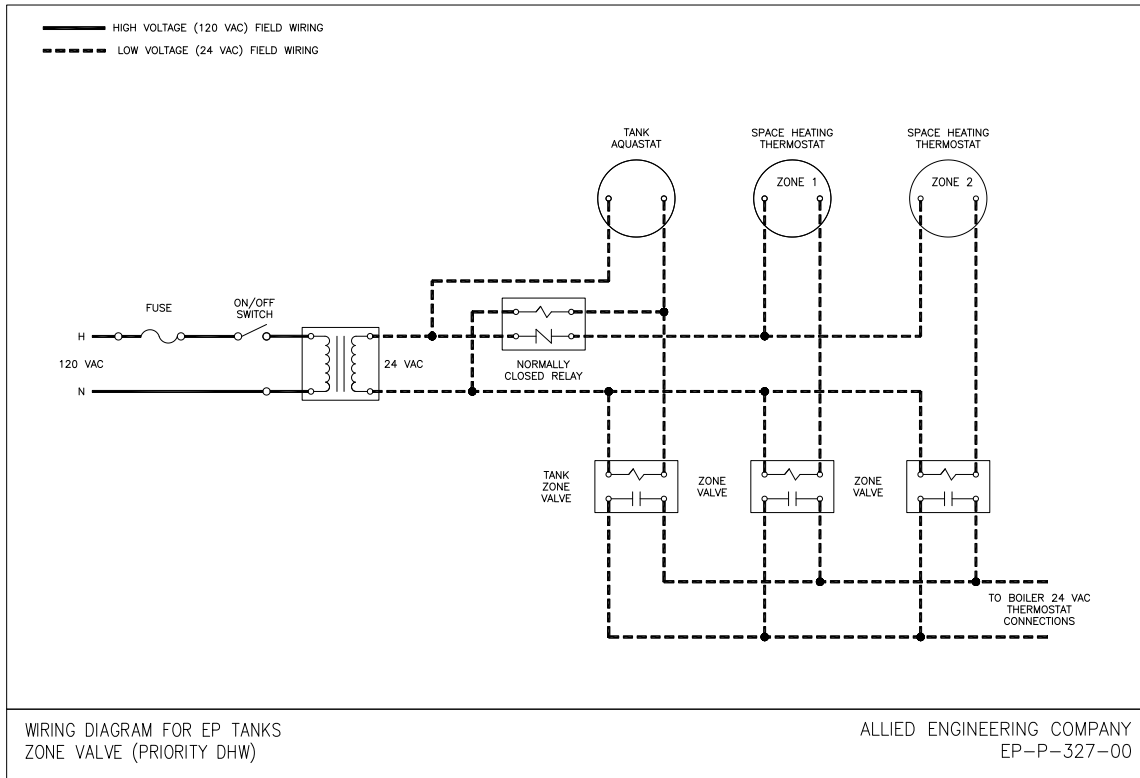 HIGH VOLTAGE (120 VAC) FIELD WIRING
LOW VOLTAGE (24 VAC) FIELD WIRING
TANK
AQUASTAT
SPACE HEATING
THERMOSTAT
SPACE HEATING
THERMOSTAT
ZONE 1
ZONE 2
FUSE
ON/OFF
SWITCH
H
120 VAC
24 VAC
N
NORMALLY
CLOSED RELAY
TANK
ZONE
VALVE
ZONE
VALVE
ZONE
VALVE
TO BOILER 24 VAC
THERMOSTAT
CONNECTIONS
WIRING DIAGRAM FOR EP TANKS
ZONE VALVE (PRIORITY DHW)
ALLIED ENGINEERING COMPANY
EP-P-327-00